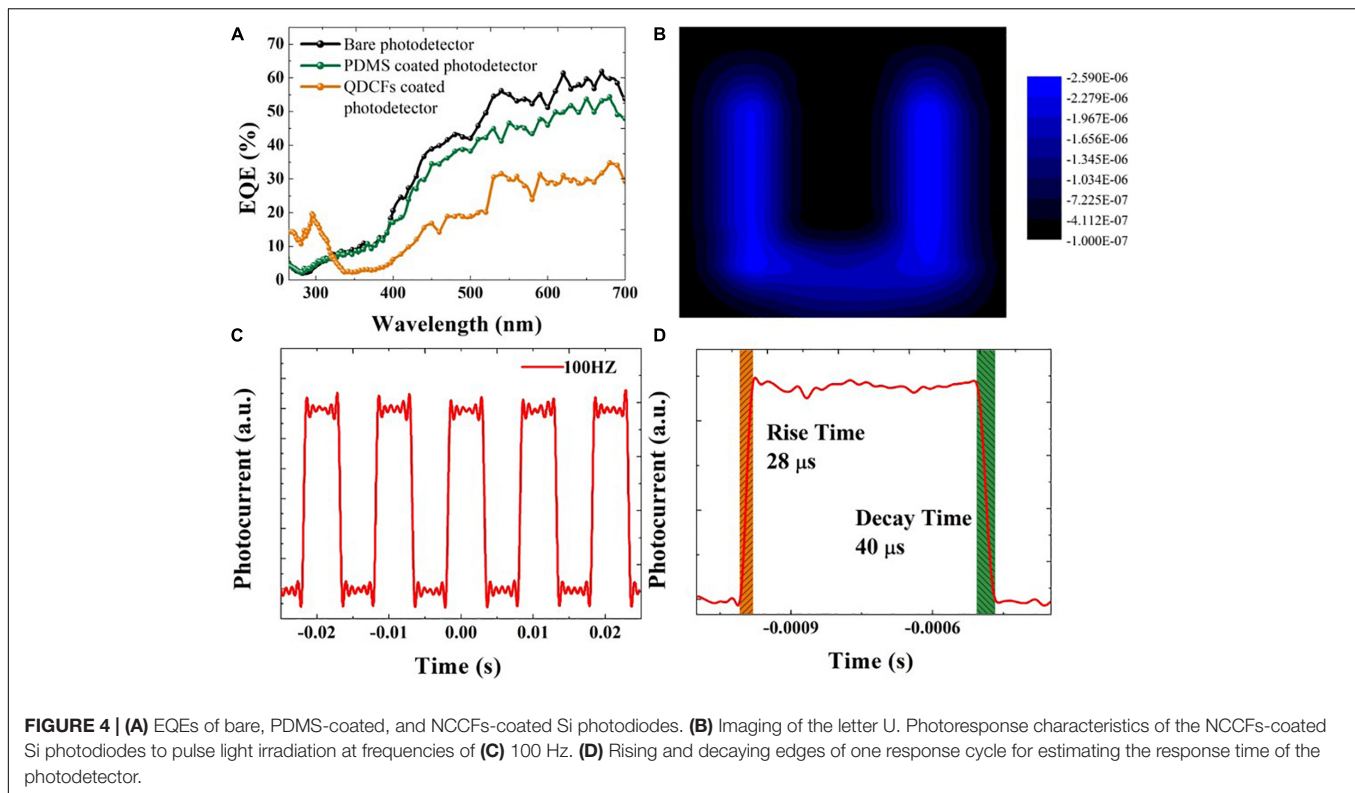 A
70
60
50
40
30
20
10
0
EQE (%)
Bare photodetector
PDMS coated photodetector
QDCFs coated
photodetector
300 400 500 600 700
Wavelength (nm)
B
-2.590E-06
-2.279E-06
-1.967E-06
-1.656E-06
-1.345E-06
-1.034E-06
-7.225E-07
-4.112E-07
-1.000E-07
C
Photocurrent (a.u.)
100HZ
-0.02 -0.01 0.00 0.01 0.02
Time (s)
D
Photocurrent (a.u.)
Rise Time
28 μs
Decay Time
40 μs
-0.0009 -0.0006
Time (s)
FIGURE 4 | (A) EQEs of bare, PDMS-coated, and NCCFs-coated Si photodiodes. (B) Imaging of the letter U. Photoresponse characteristics of the NCCFs-coated
Si photodiodes to pulse light irradiation at frequencies of (C) 100 Hz. (D) Rising and decaying edges of one response cycle for estimating the response time of the
photodetector.